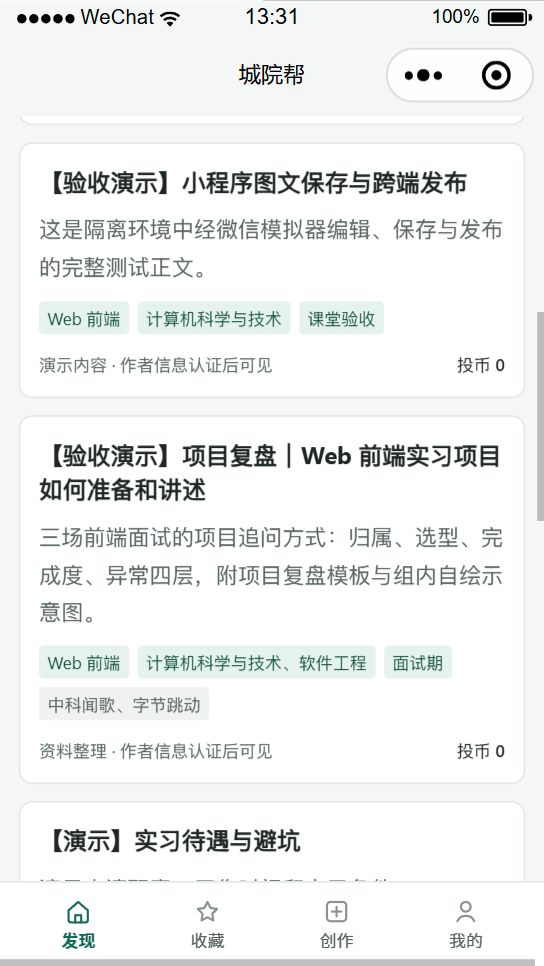 WeChat 13:31 100%
城院帮
【验收演示】小程序图文保存与跨端发布
这是隔离环境中经微信模拟器编辑、保存与发布
的完整测试正文。
Web 前端 计算机科学与技术 课堂验收
演示内容 · 作者信息认证后可见 投币 0
【验收演示】项目复盘｜Web 前端实习项目
如何准备和讲述
三场前端面试的项目追问方式：归属、选型、完
成度、异常四层，附项目复盘模板与组内自绘示
意图。
Web 前端 计算机科学与技术、软件工程 面试期
中科闻歌、字节跳动
资料整理 · 作者信息认证后可见 投币 0
【演示】实习待遇与避坑
发现 收藏 创作 我的